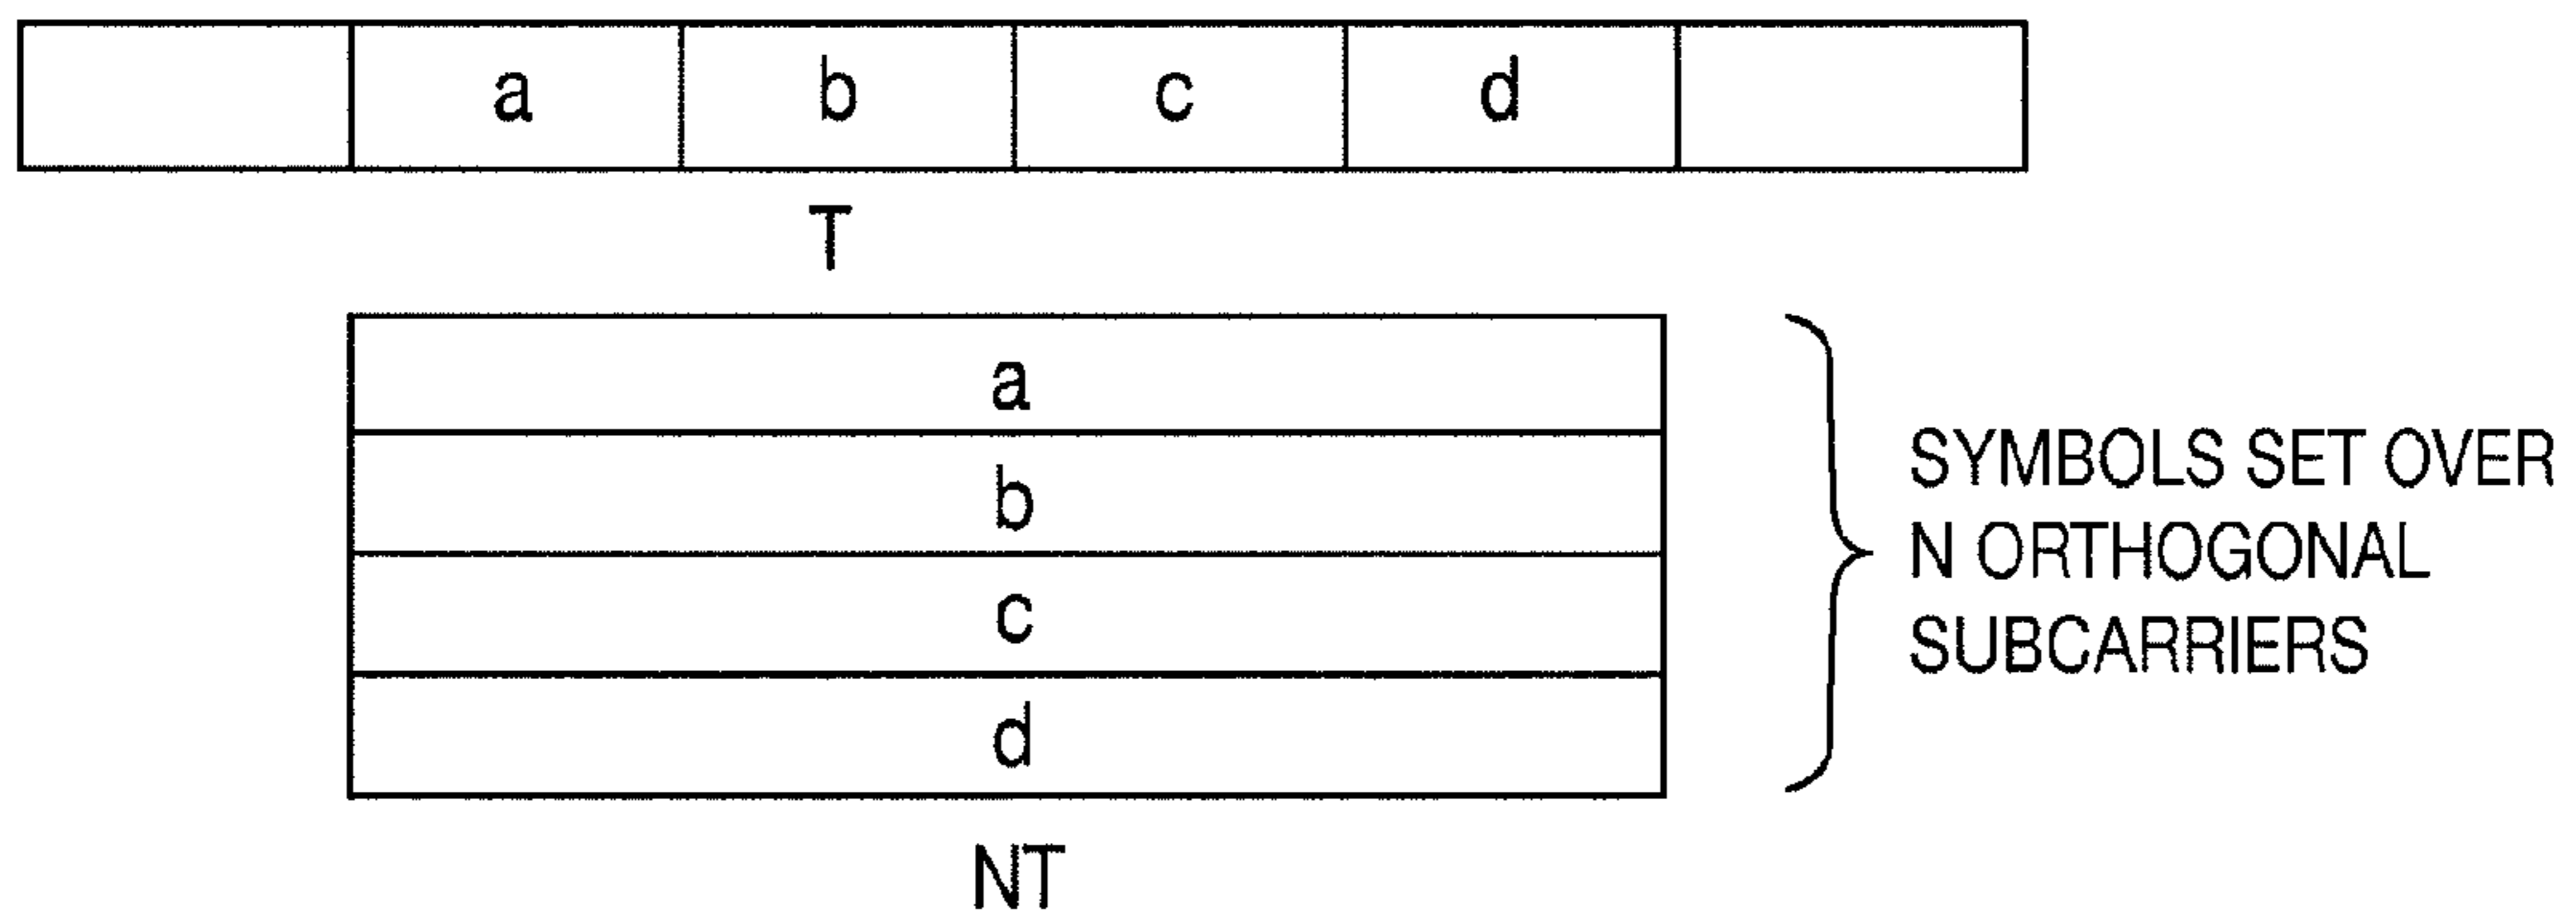 a b c d
T
a
b
c
d
SYMBOLS SET OVER
N ORTHOGONAL
SUBCARRIERS
NT